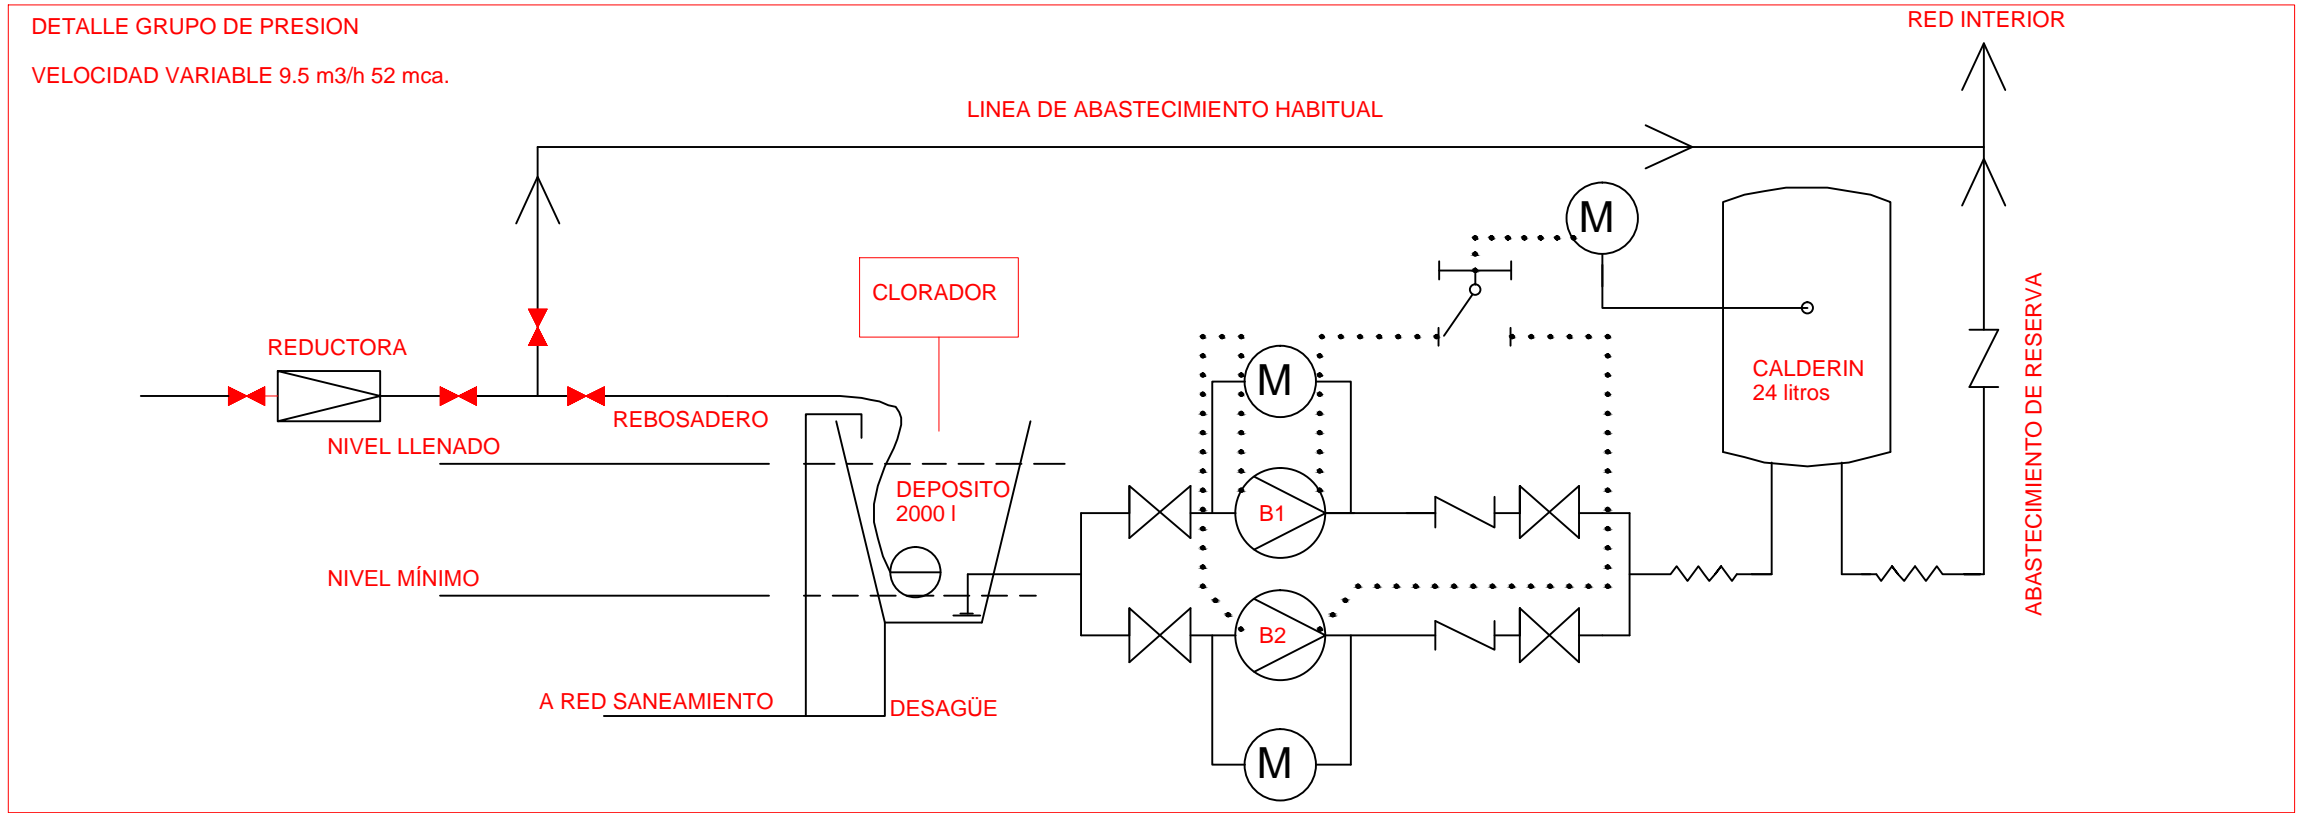 DETALLE GRUPO DE PRESION
VELOCIDAD VARIABLE 9.5 m3/h 52 mca.
RED INTERIOR
LINEA DE ABASTECIMIENTO HABITUAL
M
CLORADOR
REDUCTORA
REBOSADERO
NIVEL LLENADO
DEPOSITO
2000 l
NIVEL MÍNIMO
A RED SANEAMIENTO
DESAGÜE
M
B1
B2
M
CALDERIN
24 litros
ABASTECIMIENTO DE RESERVA